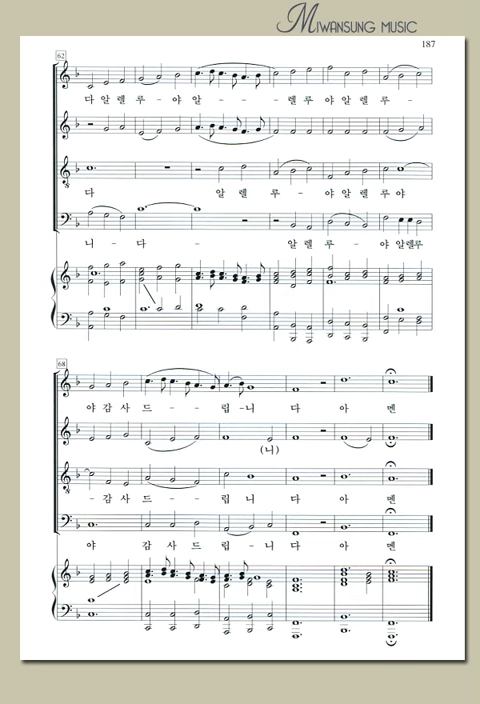 MIWANSUNG MUSIC
187
62
다 알 렐 루 - 야 알 - - - 렐 루 야 알 렐 루 -
다 알 렐 루 - 야 알 렐 루 야
니 - 다 - 알 렐 루 - 야 알렐루
68
야 감 사 드 - - 립 - 니 다 아 멘
(니)
- 감 사 드 - - 립 니 다 아 멘
야 감 사 드 립 - 니 다 아 멘